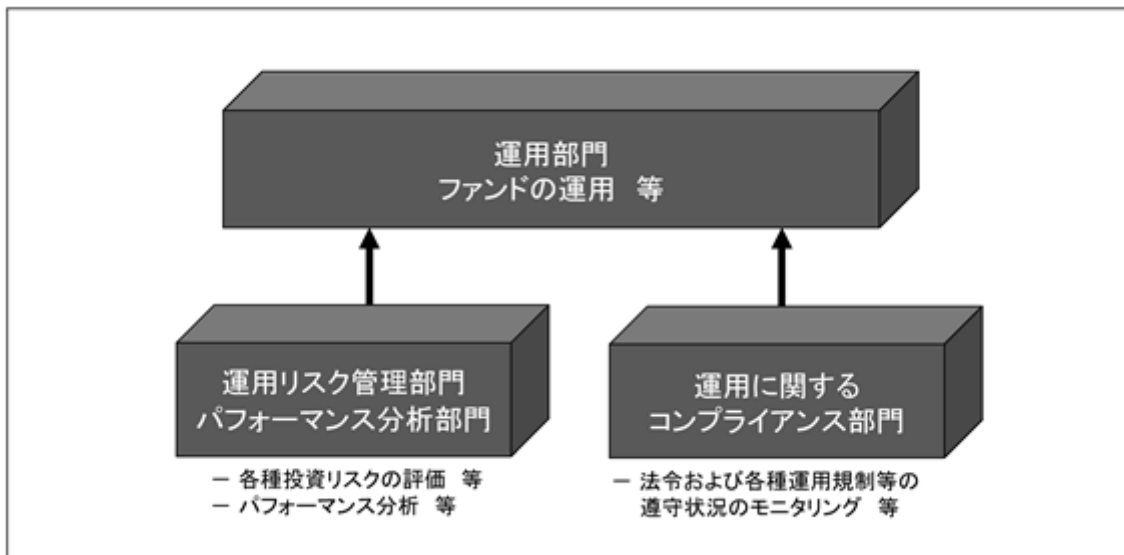 運用部門
ファンドの運用 等
運用リスク管理部門
パフォーマンス分析部門
－ 各種投資リスクの評価 等
－ パフォーマンス分析 等
運用に関する
コンプライアンス部門
－ 法令および各種運用規制等の
遵守状況のモニタリング 等